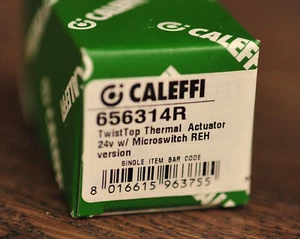 CALEFFI
656314R
TwistTop Thermal Actuator
24v w/ Microswitch REH
version
SINGLE ITEM BAR CODE
8 016615 963755